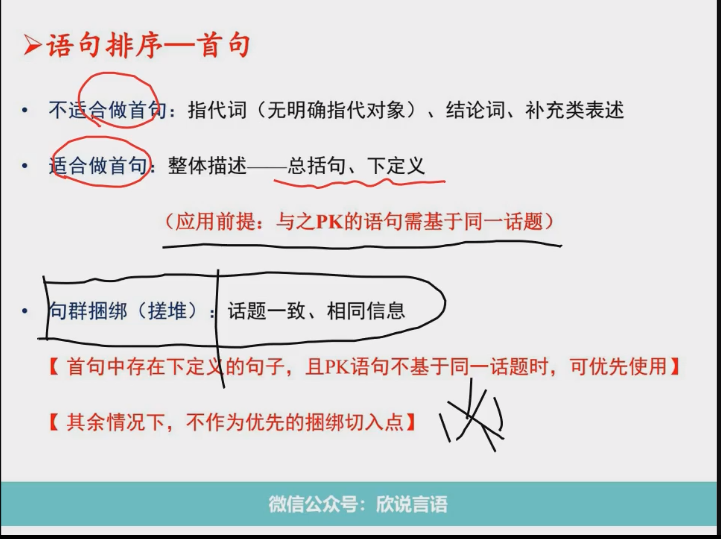 ➢语句排序—首句
• 不适合做首句：指代词（无明确指代对象）、结论词、补充类表述
• 适合做首句：整体描述——总括句、下定义
（应用前提：与之PK的语句需基于同一话题）
• 句群捆绑（搓堆）：话题一致、相同信息
【 首句中存在下定义的句子，且PK语句不基于同一话题时，可优先使用】
【 其余情况下，不作为优先的捆绑切入点】
微信公众号：欣说言语